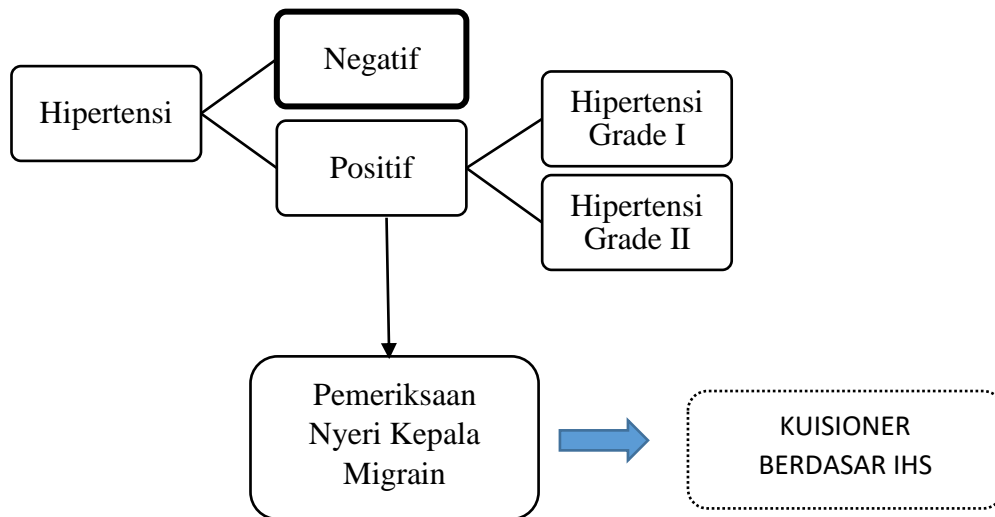 Hipertensi
Negatif
Positif
Hipertensi
Grade I
Hipertensi
Grade II
Pemeriksaan
Nyeri Kepala
Migrain
KUISIONER
BERDASAR IHS